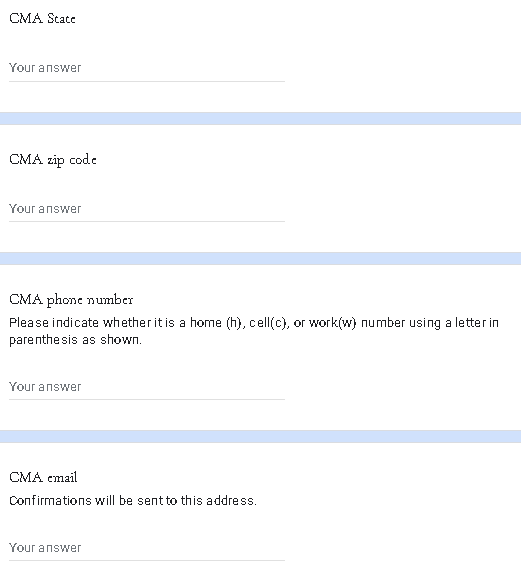 CMA State
Your answer
CMA zip code
Your answer
CMA phone number
Please indicate whether it is a home (h), cell(c), or work(w) number using a letter in
parenthesis as shown.
Your answer
CMA email
Confirmations will be sent to this address.
Your answer